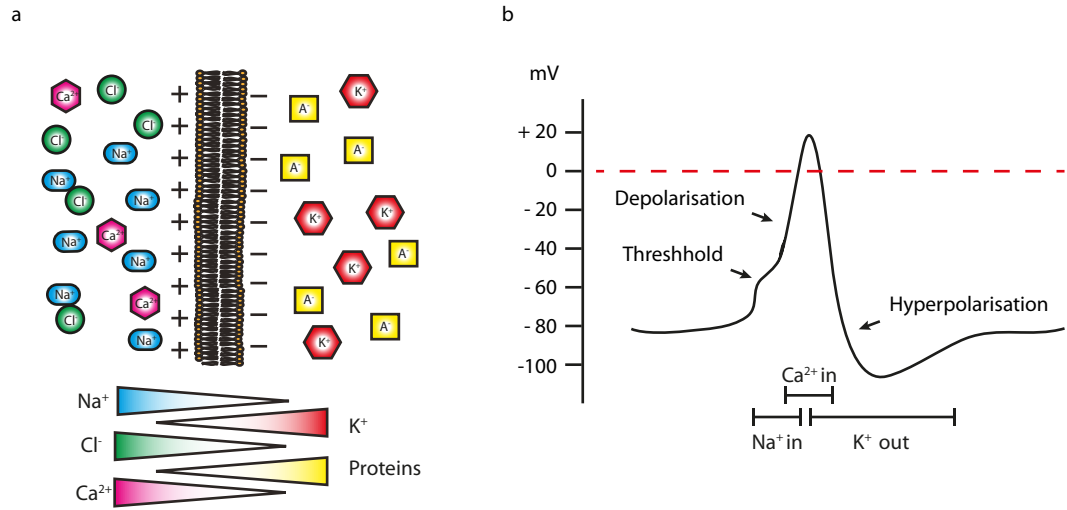 a
b
Ca²⁺
Cl⁻
Cl⁻
Cl⁻
Na⁺
Na⁺
Cl⁻
Na⁺
Na⁺
Ca²⁺
Na⁺
Na⁺
Cl⁻
Ca²⁺
Na⁺
+
+
+
+
+
+
+
+
+
−
−
−
−
−
−
−
−
−
K⁺
A⁻
A⁻
A⁻
K⁺
K⁺
A⁻
K⁺
A⁻
A⁻
K⁺
Na⁺
K⁺
Cl⁻
Proteins
Ca²⁺
mV
+ 20
0
- 20
- 40
- 60
- 80
-100
Depolarisation
Threshhold
Hyperpolarisation
Ca²⁺ in
Na⁺ in
K⁺ out